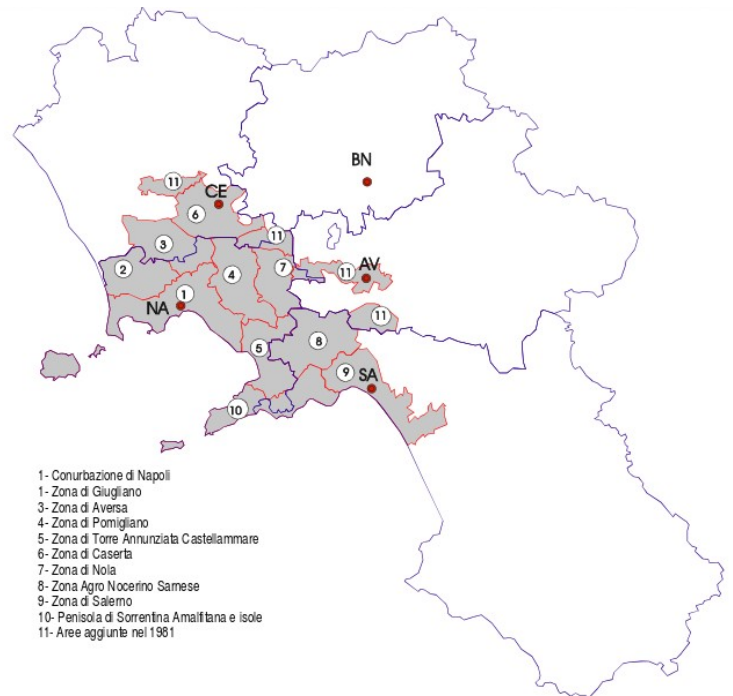 BN
11
CE
6
11
3
7
11
AV
2
4
1
NA
11
8
5
9
SA
10
1- Conurbazione di Napoli
1- Zona di Giugliano
3- Zona di Aversa
4- Zona di Pomigliano
5- Zona di Torre Annunziata Castellammare
6- Zona di Caserta
7- Zona di Nola
8- Zona Agro Nocerino Sarnese
9- Zona di Salerno
10- Penisola di Sorrentina Amalfitana e isole
11- Aree aggiunte nel 1981